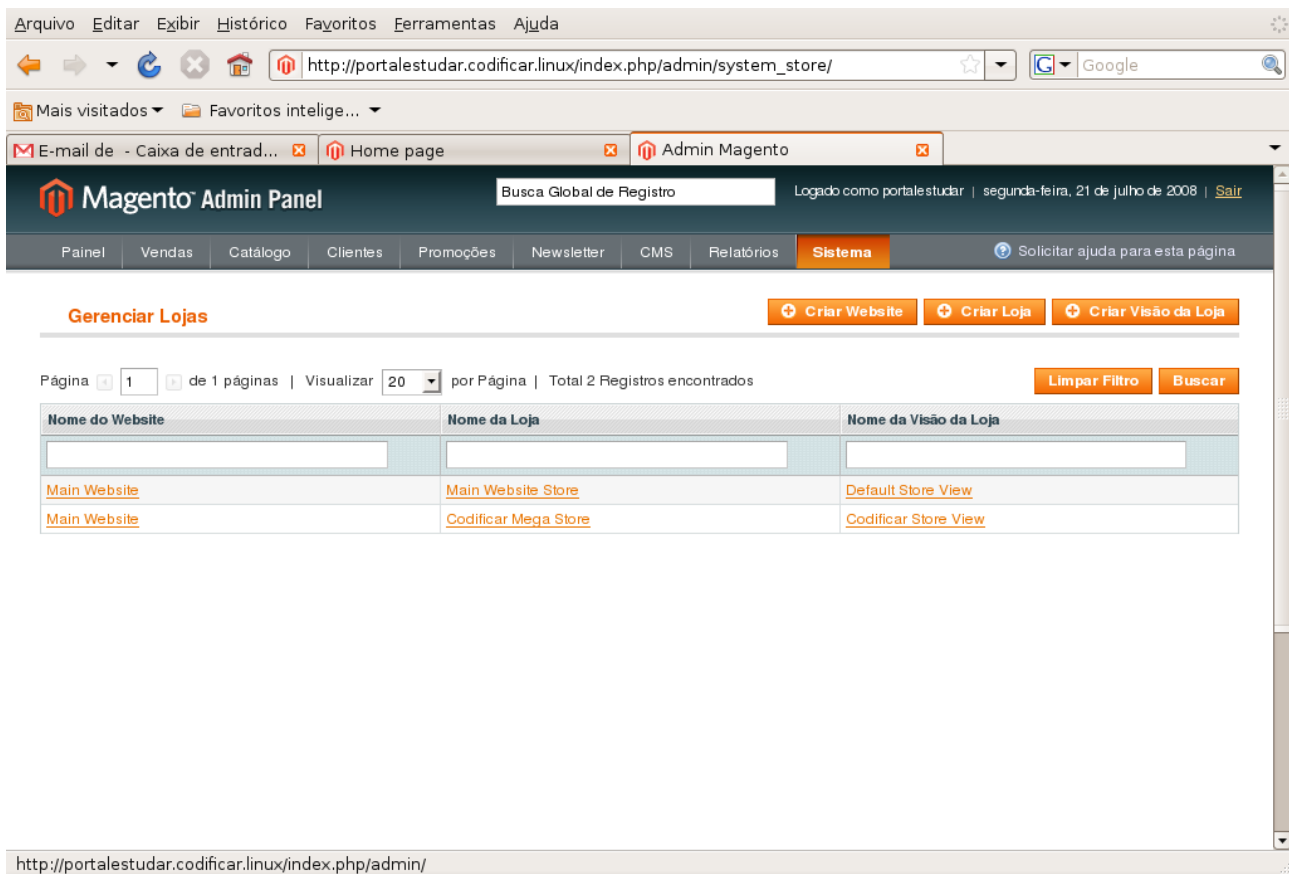 Arquivo Editar Exibir Histórico Favoritos Ferramentas Ajuda
http://portalestudar.codificar.linux/index.php/admin/system_store/
G Google
Mais visitados Favoritos intelige...
E-mail de - Caixa de entrad... Home page Admin Magento
Magento Admin Panel Busca Global de Registro Logado como portalestudar | segunda-feira, 21 de julho de 2008 | Sair
Painel Vendas Catálogo Clientes Promoções Newsletter CMS Relatórios Sistema Solicitar ajuda para esta página
Gerenciar Lojas Criar Website Criar Loja Criar Visão da Loja
Página 1 de 1 páginas | Visualizar 20 por Página | Total 2 Registros encontrados Limpar Filtro Buscar
Nome do Website Nome da Loja Nome da Visão da Loja
Main Website Main Website Store Default Store View
Main Website Codificar Mega Store Codificar Store View
http://portalestudar.codificar.linux/index.php/admin/